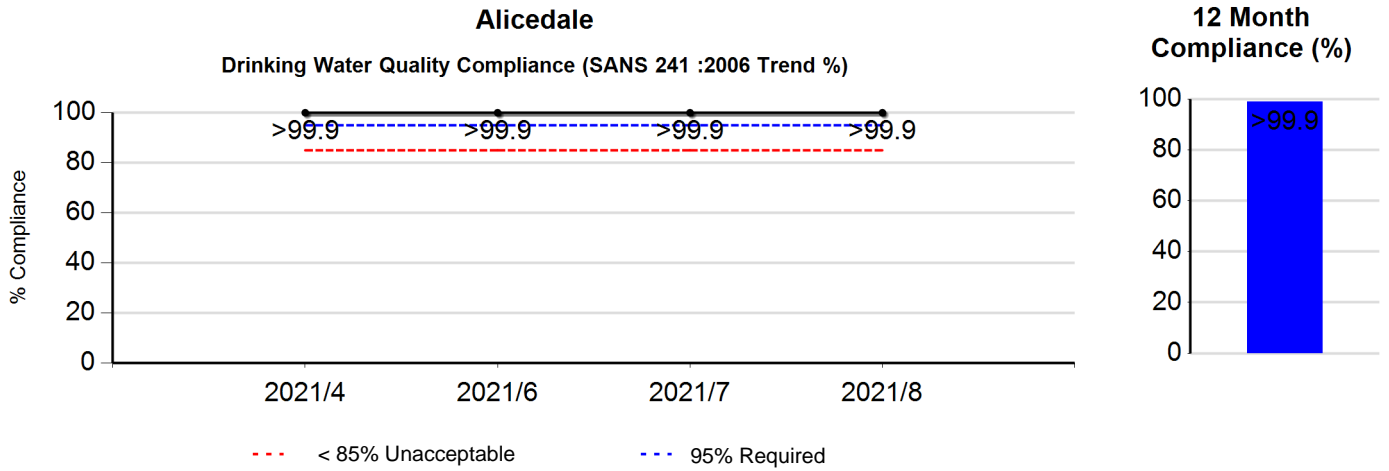 Alicedale
Drinking Water Quality Compliance (SANS 241 :2006 Trend %)
% Compliance
100
80
60
40
20
0
>99.9 >99.9 >99.9 >99.9
2021/4 2021/6 2021/7 2021/8
< 85% Unacceptable 95% Required
12 Month
Compliance (%)
100
80
60
40
20
0
>99.9